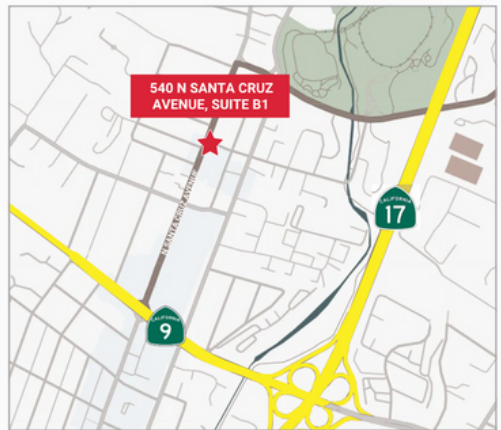 540 N SANTA CRUZ
AVENUE, SUITE B1
N SANTA CRUZ AVENUE
CALIFORNIA
17
CALIFORNIA
9